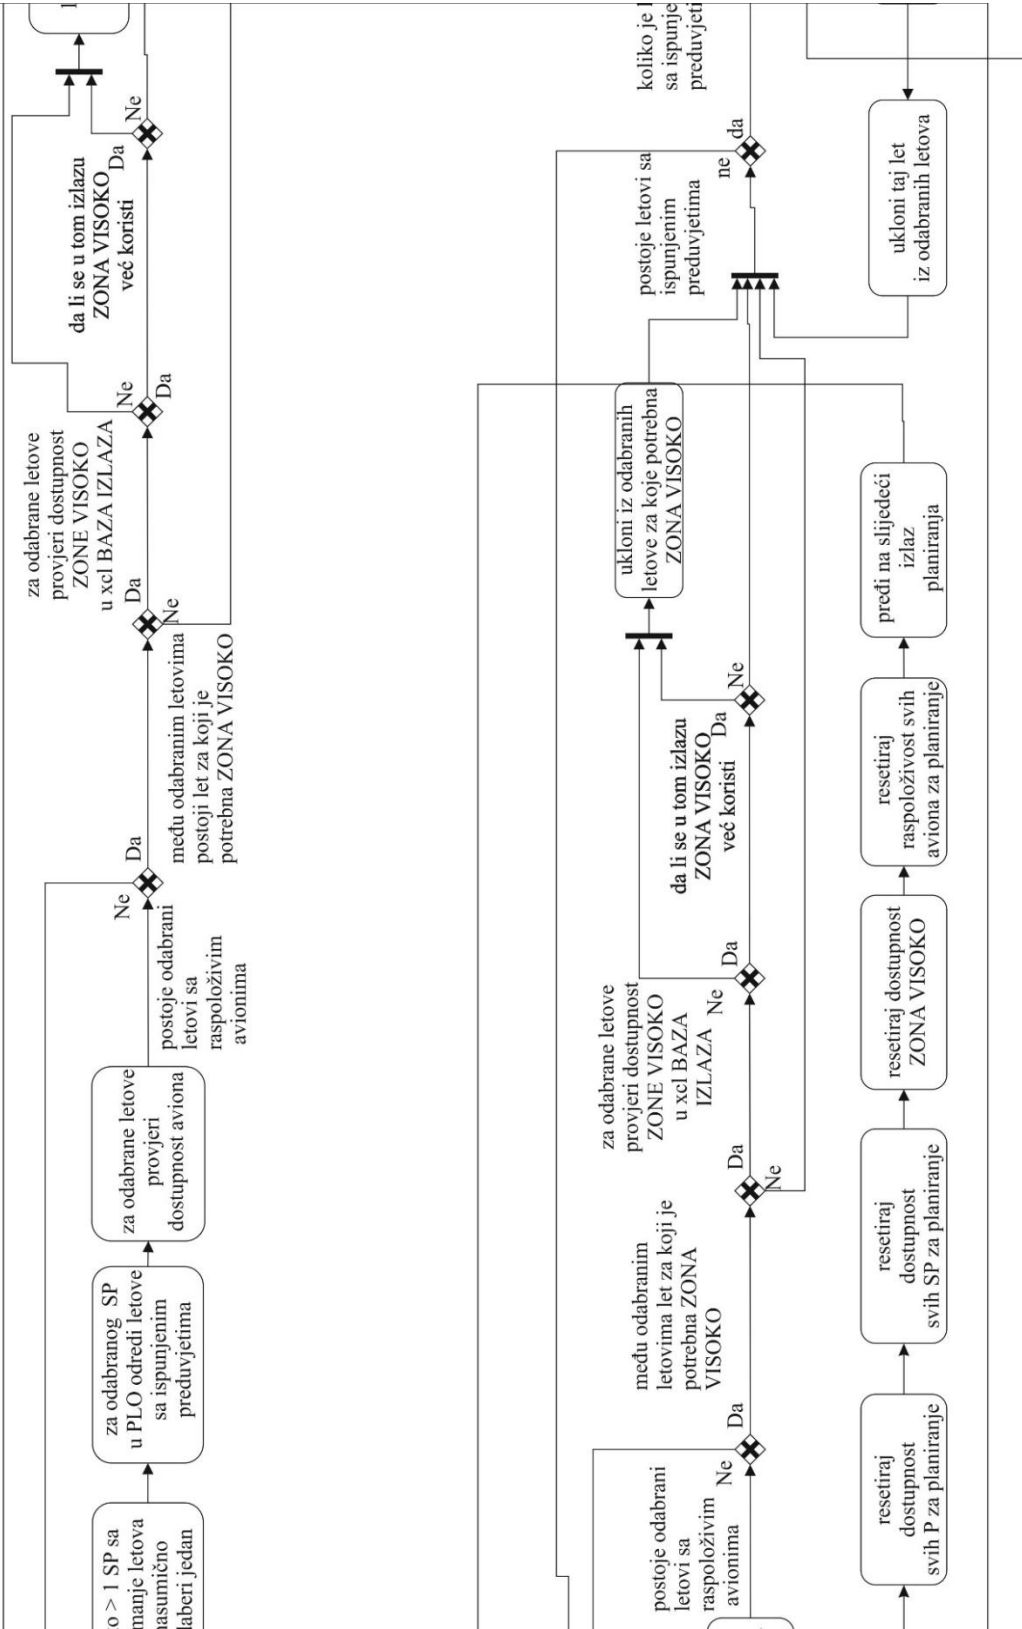 za odabrane letove
provjeri dostupnost
ZONE VISOKO
u xcl BAZA IZLAZA
da li se u tom izlazu
ZONA VISOKO
već koristi
Da
Ne
Ne
Da
Da
Ne
među odabranim letovima
postoji let za koji je
potrebna ZONA VISOKO
Da
Ne
postoje odabrani
letovi sa
raspoloživim
avionima
za odabrane letove
provjeri
dostupnost aviona
za odabranog SP
u PLO odredi letove
sa ispunjenim
preduvjetima
> 1 SP sa
manje letova
jedan
koliko je
sa
da
ne
postoje letovi sa
ispunjenim
preduvjetima
ukloni taj let
iz odabranih letova
ukloni iz odabranih
letove za koje potrebna
ZONA VISOKO
Ne
Da
da li se u tom izlazu
ZONA VISOKO
već koristi
Da
Ne
za odabrane letove
provjeri dostupnost
ZONE VISOKO
u xcl BAZA
IZLAZA
Da
Ne
među odabranim
letovima let za koji je
potrebna ZONA
VISOKO
Da
Ne
postoje odabrani
letovi sa
raspoloživim
avionima
pređi na slijedeći
izlaz
planiranja
resetiraj
raspoloživost svih
aviona za planiranje
resetiraj dostupnost
ZONA VISOKO
resetiraj
dostupnost
svih SP za planiranje
resetiraj
dostupnost
svih P za planiranje